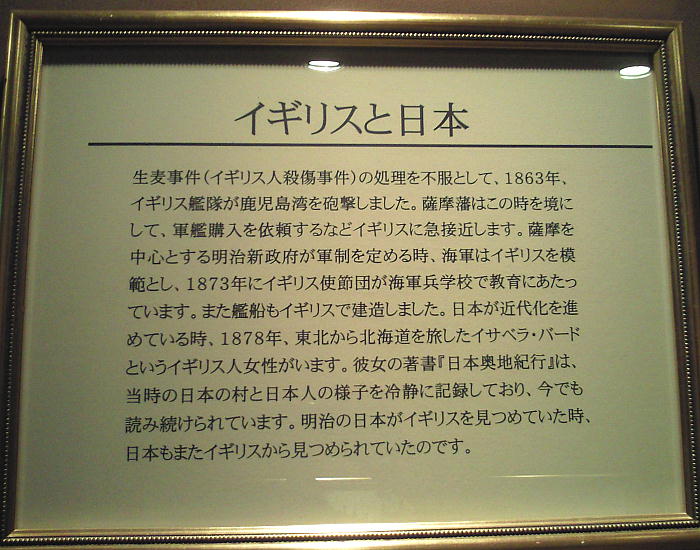 イギリスと日本
生麦事件（イギリス人殺傷事件）の処理を不服として、1863年、
イギリス艦隊が鹿児島湾を砲撃しました。薩摩藩はこの時を境に
して、軍艦購入を依頼するなどイギリスに急接近します。薩摩を
中心とする明治新政府が軍制を定める時、海軍はイギリスを模
範とし、1873年にイギリス使節団が海軍兵学校で教育にあたっ
ています。また艦船もイギリスで建造しました。日本が近代化を進
めている時、1878年、東北から北海道を旅したイサベラ・バード
というイギリス人女性がいます。彼女の著書『日本奥地紀行』は、
当時の日本の村と日本人の様子を冷静に記録しており、今でも
読み続けられています。明治の日本がイギリスを見つめていた時、
日本もまたイギリスから見つめられていたのです。